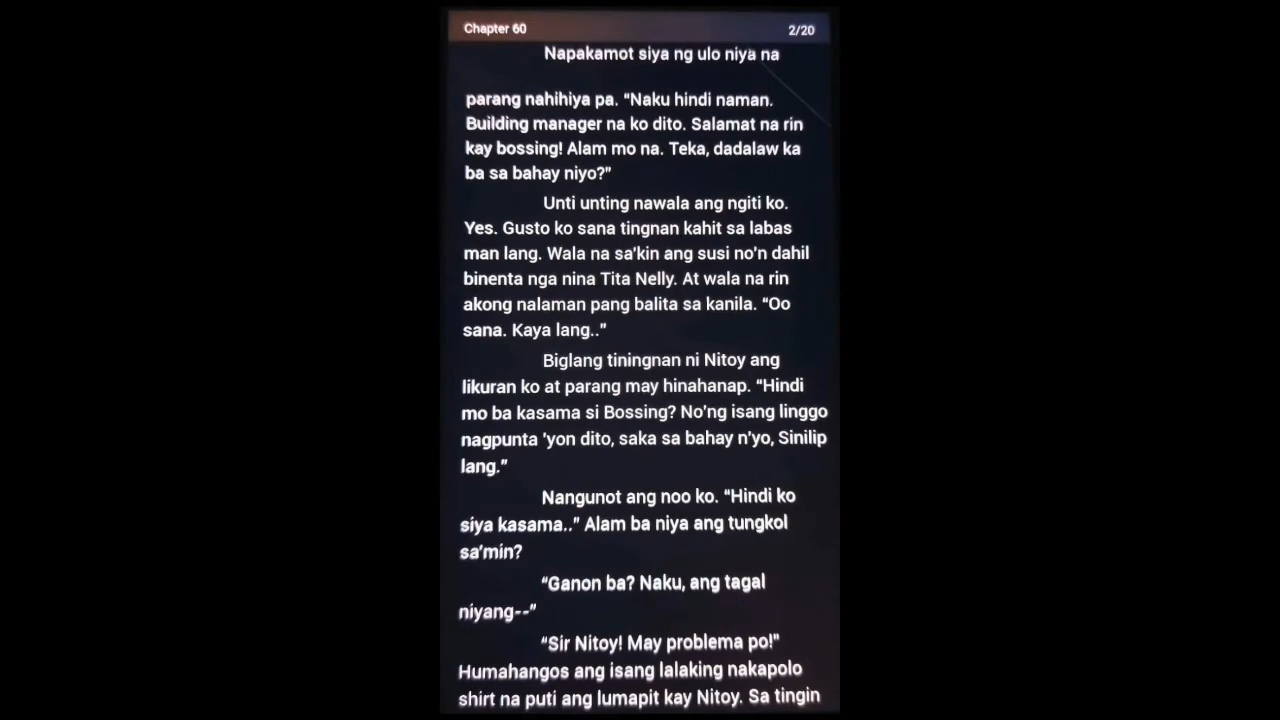 Chapter 60
2/20
Napakamot siya ng ulo niya na
parang nahihiya pa. “Naku hindi naman.
Building manager na ko dito. Salamat na rin
kay bossing! Alam mo na. Teka, dadalaw ka
ba sa bahay niyo?”
Unti unting nawala ang ngiti ko.
Yes. Gusto ko sana tingnan kahit sa labas
man lang. Wala na sa’kin ang susi no’n dahil
binenta nga nina Tita Nelly. At wala na rin
akong nalaman pang balita sa kanila. “Oo
sana. Kaya lang..”
Biglang tiningnan ni Nitoy ang
likuran ko at parang may hinahanap. “Hindi
mo ba kasama si Bossing? No’ng isang linggo
nagpunta ’yon dito, saka sa bahay n’yo, Sinilip
lang.”
Nangunot ang noo ko. “Hindi ko
siya kasama..” Alam ba niya ang tungkol
sa’min?
“Ganon ba? Naku, ang tagal
niyang--”
“Sir Nitoy! May problema po!”
Humahangos ang isang lalaking nakapolo
shirt na puti ang lumapit kay Nitoy. Sa tingin